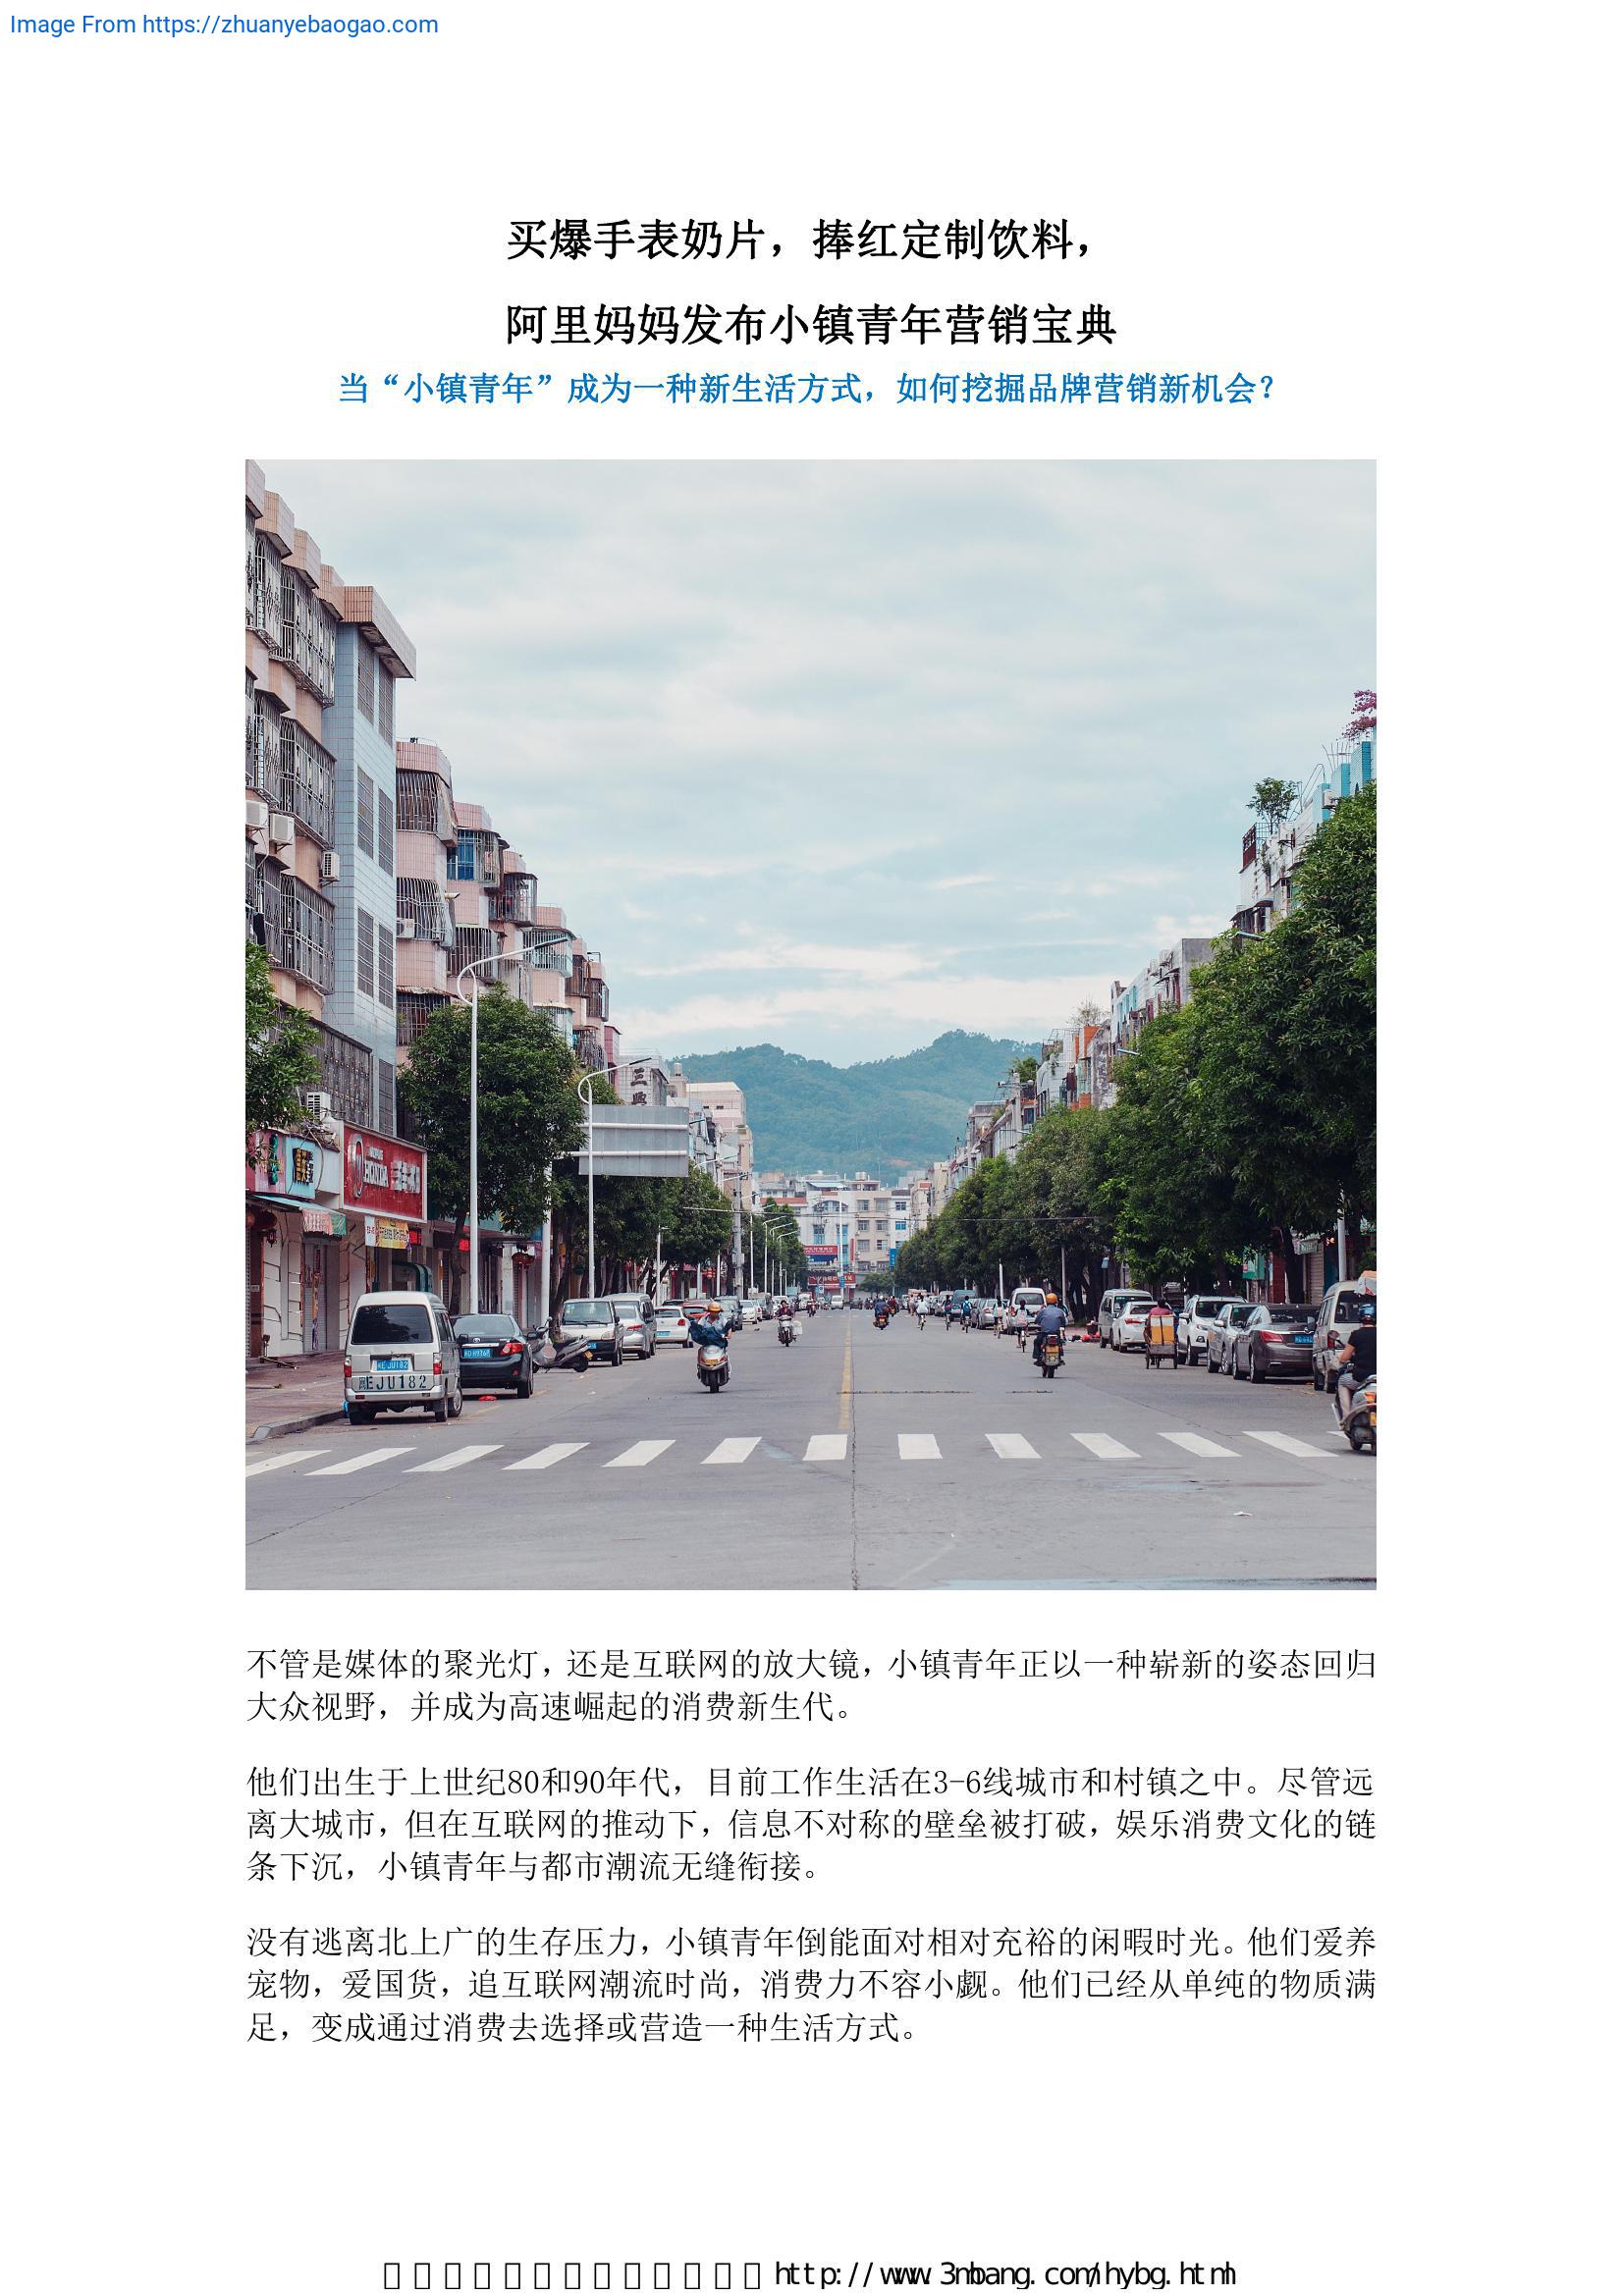 Image From https://zhuanyebaogao.com
买爆手表奶片，捧红定制饮料，
阿里妈妈发布小镇青年营销宝典
当“小镇青年”成为一种新生活方式，如何挖掘品牌营销新机会？
三
EJU182
不管是媒体的聚光灯，还是互联网的放大镜，小镇青年正以一种崭新的姿态回归
大众视野，并成为高速崛起的消费新生代。
他们出生于上世纪80和90年代，目前工作生活在3-6线城市和村镇之中。尽管远
离大城市，但在互联网的推动下，信息不对称的壁垒被打破，娱乐消费文化的链
条下沉，小镇青年与都市潮流无缝衔接。
没有逃离北上广的生存压力，小镇青年倒能面对相对充裕的闲暇时光。他们爱养
宠物，爱国货，追互联网潮流时尚，消费力不容小觑。他们已经从单纯的物质满
足，变成通过消费去选择或营造一种生活方式。
http://www.3mbang.com/hybg.html